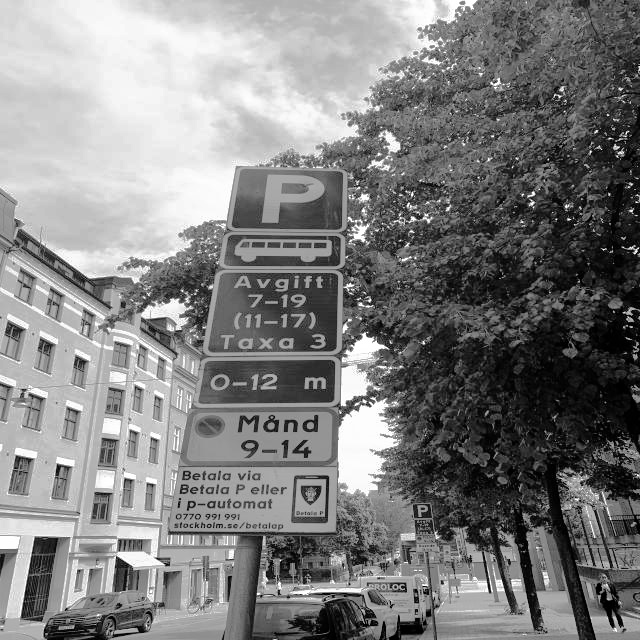 P
Avgift
7-19
(11-17)
Taxa 3
0-12 m
Månd
9-14
Betala via
Betala P eller
i p-automat
0770 991 991
stockholm.se/betalap
Betala P
P
PROLOC